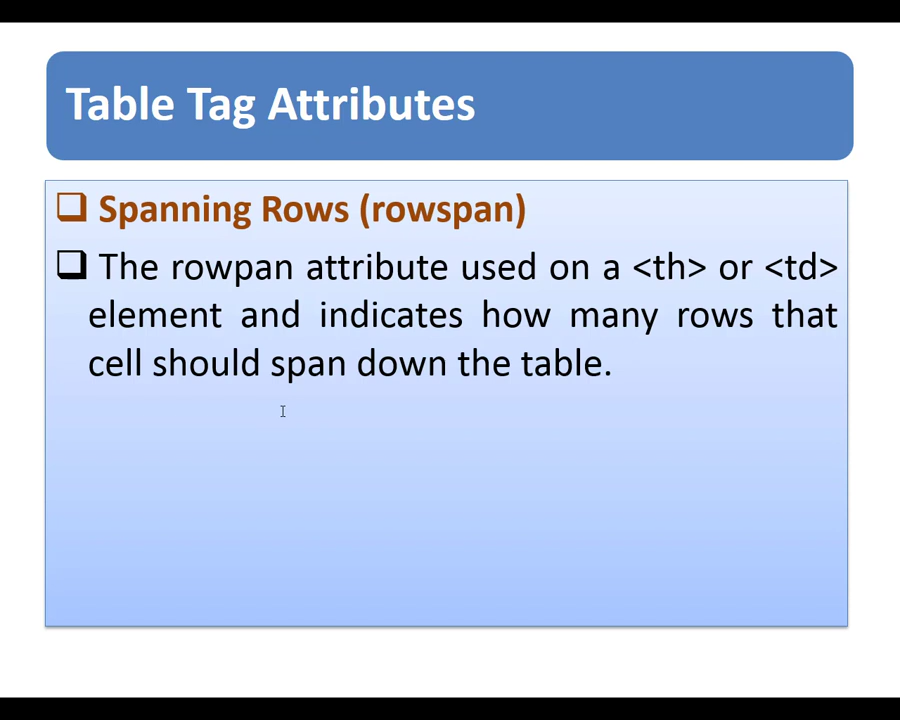 Table Tag Attributes
Spanning Rows (rowspan)
The rowpan attribute used on a <th> or <td>
element and indicates how many rows that
cell should span down the table.